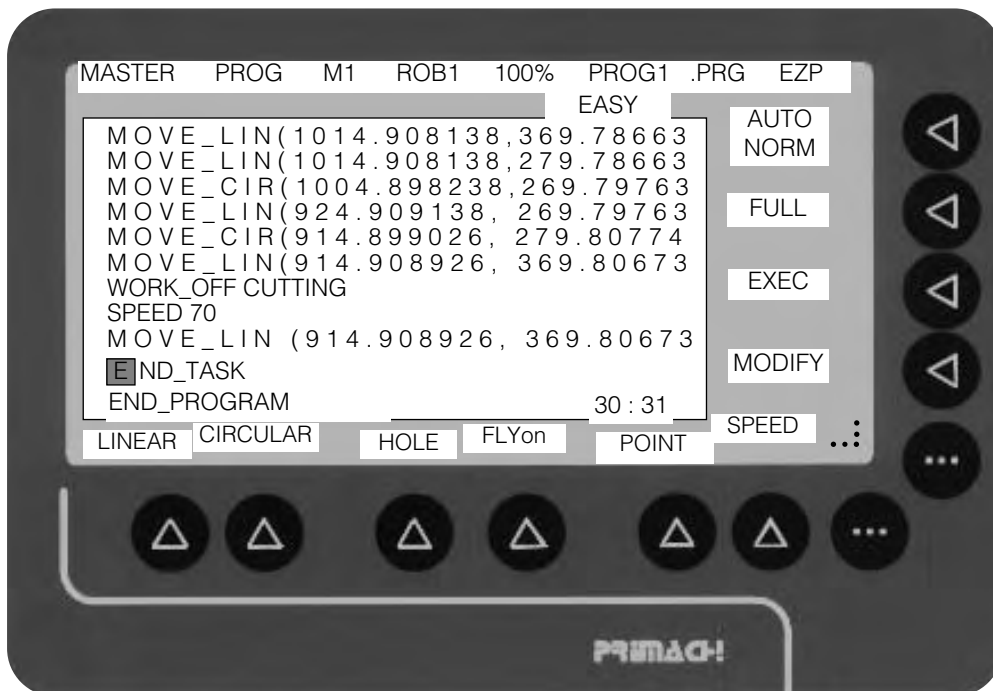 MASTER PROG M1 ROB1 100% PROG1 .PRG EZP
EASY
MOVE_LIN(1014.908138,369.78663
MOVE_LIN(1014.908138,279.78663
MOVE_CIR(1004.898238,269.79763
MOVE_LIN(924.909138, 269.79763
MOVE_CIR(914.899026, 279.80774
MOVE_LIN(914.908926, 369.80673
WORK_OFF CUTTING
SPEED 70
MOVE_LIN (914.908926, 369.80673
END_TASK
END_PROGRAM 30 : 31
AUTO
NORM
FULL
EXEC
MODIFY
LINEAR CIRCULAR HOLE FLYon POINT SPEED